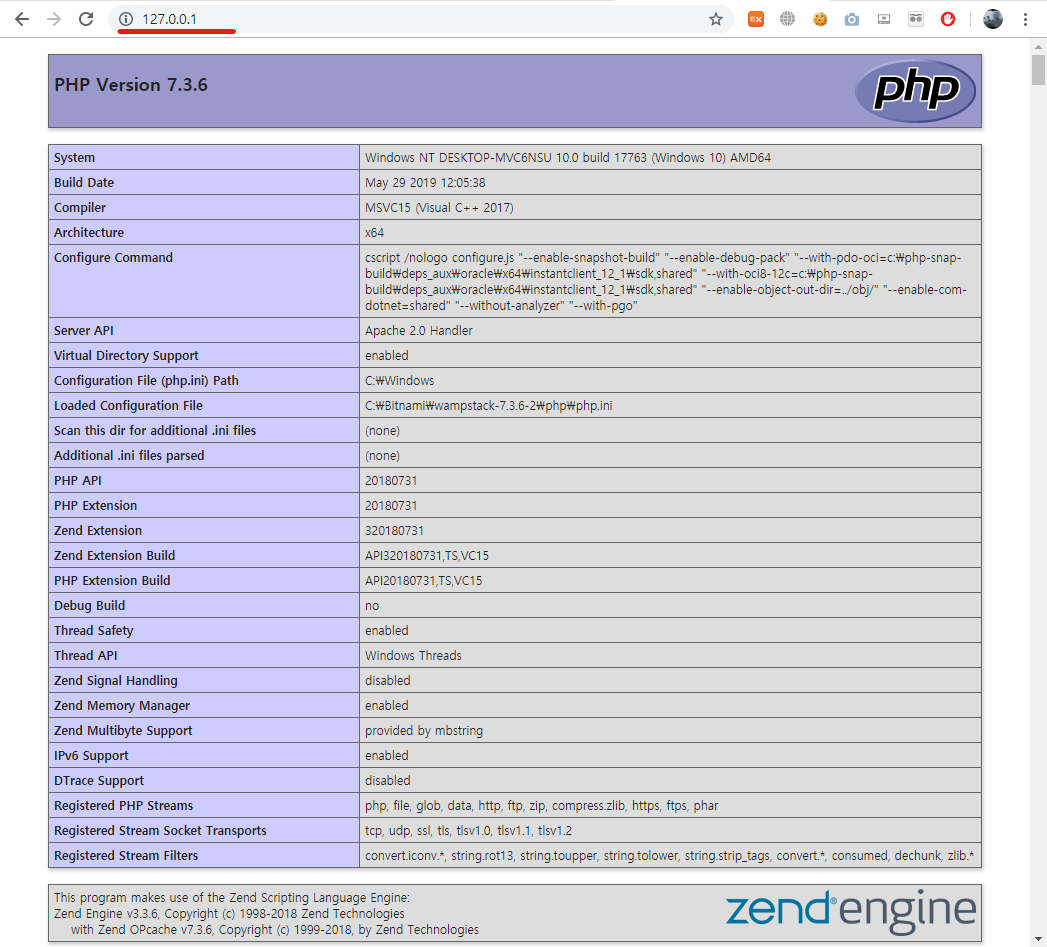 127.0.0.1
PHP Version 7.3.6
php
System Windows NT DESKTOP-MVC6NSU 10.0 build 17763 (Windows 10) AMD64
Build Date May 29 2019 12:05:38
Compiler MSVC15 (Visual C++ 2017)
Architecture x64
Configure Command cscript /nologo configure.js "--enable-snapshot-build" "--enable-debug-pack" "--with-pdo-oci=c:₩php-snap-
build₩deps_aux₩oracle₩x64₩instantclient_12_1₩sdk,shared" "--with-oci8-12c=c:₩php-snap-
build₩deps_aux₩oracle₩x64₩instantclient_12_1₩sdk,shared" "--enable-object-out-dir=../obj/" "--enable-com-
dotnet=shared" "--without-analyzer" "--with-pgo"
Server API Apache 2.0 Handler
Virtual Directory Support enabled
Configuration File (php.ini) Path C:₩Windows
Loaded Configuration File C:₩Bitnami₩wampstack-7.3.6-2₩php₩php.ini
Scan this dir for additional .ini files (none)
Additional .ini files parsed (none)
PHP API 20180731
PHP Extension 20180731
Zend Extension 320180731
Zend Extension Build API320180731,TS,VC15
PHP Extension Build API20180731,TS,VC15
Debug Build no
Thread Safety enabled
Thread API Windows Threads
Zend Signal Handling disabled
Zend Memory Manager enabled
Zend Multibyte Support provided by mbstring
IPv6 Support enabled
DTrace Support disabled
Registered PHP Streams php, file, glob, data, http, ftp, zip, compress.zlib, https, ftps, phar
Registered Stream Socket Transports tcp, udp, ssl, tls, tlsv1.0, tlsv1.1, tlsv1.2
Registered Stream Filters convert.iconv.*, string.rot13, string.toupper, string.tolower, string.strip_tags, convert.*, consumed, dechunk, zlib.*
This program makes use of the Zend Scripting Language Engine:
Zend Engine v3.3.6, Copyright (c) 1998-2018 Zend Technologies
with Zend OPcache v7.3.6, Copyright (c) 1999-2018, by Zend Technologies
zend® engine